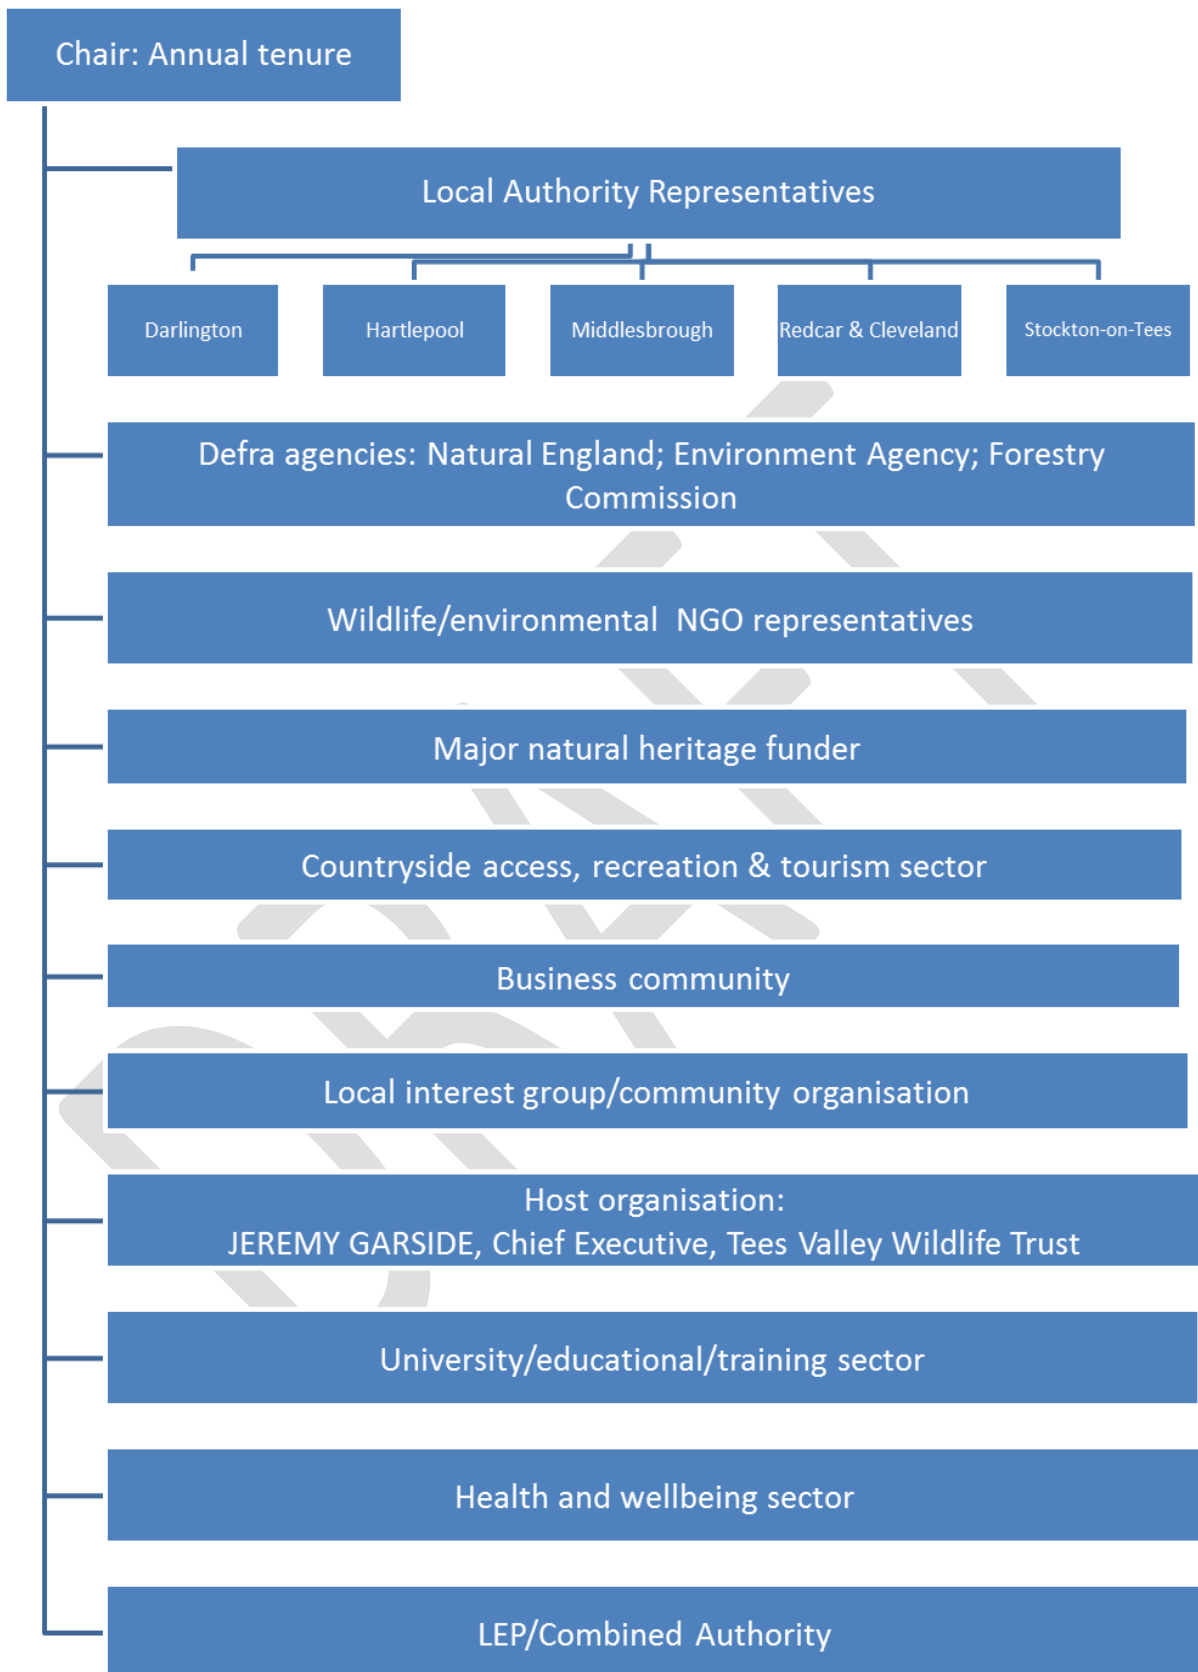 Chair: Annual tenure
Local Authority Representatives
Darlington
Hartlepool
Middlesbrough
Redcar & Cleveland
Stockton-on-Tees
Defra agencies: Natural England; Environment Agency; Forestry
Commission
Wildlife/environmental NGO representatives
Major natural heritage funder
Countryside access, recreation & tourism sector
Business community
Local interest group/community organisation
Host organisation:
JEREMY GARSIDE, Chief Executive, Tees Valley Wildlife Trust
University/educational/training sector
Health and wellbeing sector
LEP/Combined Authority